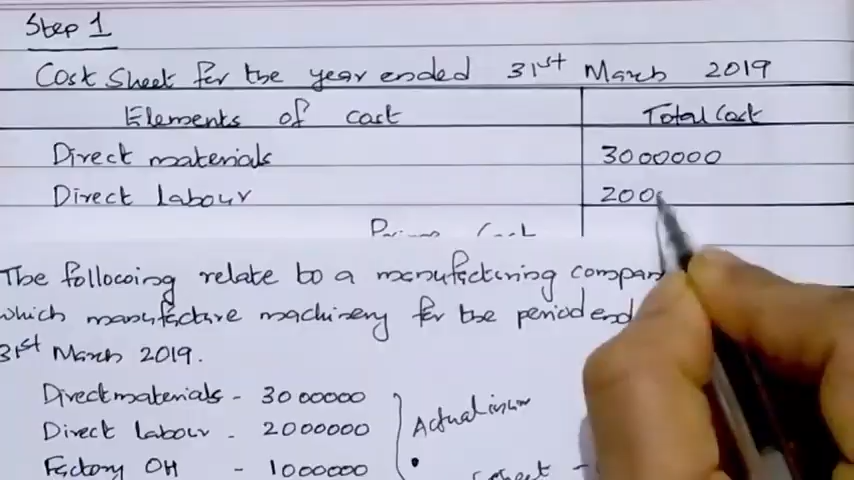 Step 1
Cost Sheet for the year ended 31st March 2019
Elements of cost Total Cost
Direct materials 3000000
Direct labour 200
The following relate to a manufacturing
which manufacture machinery for the period
31st March 2019.
Direct materials - 3000000
Direct labour - 2000000
Factory OH - 1000000
Actual